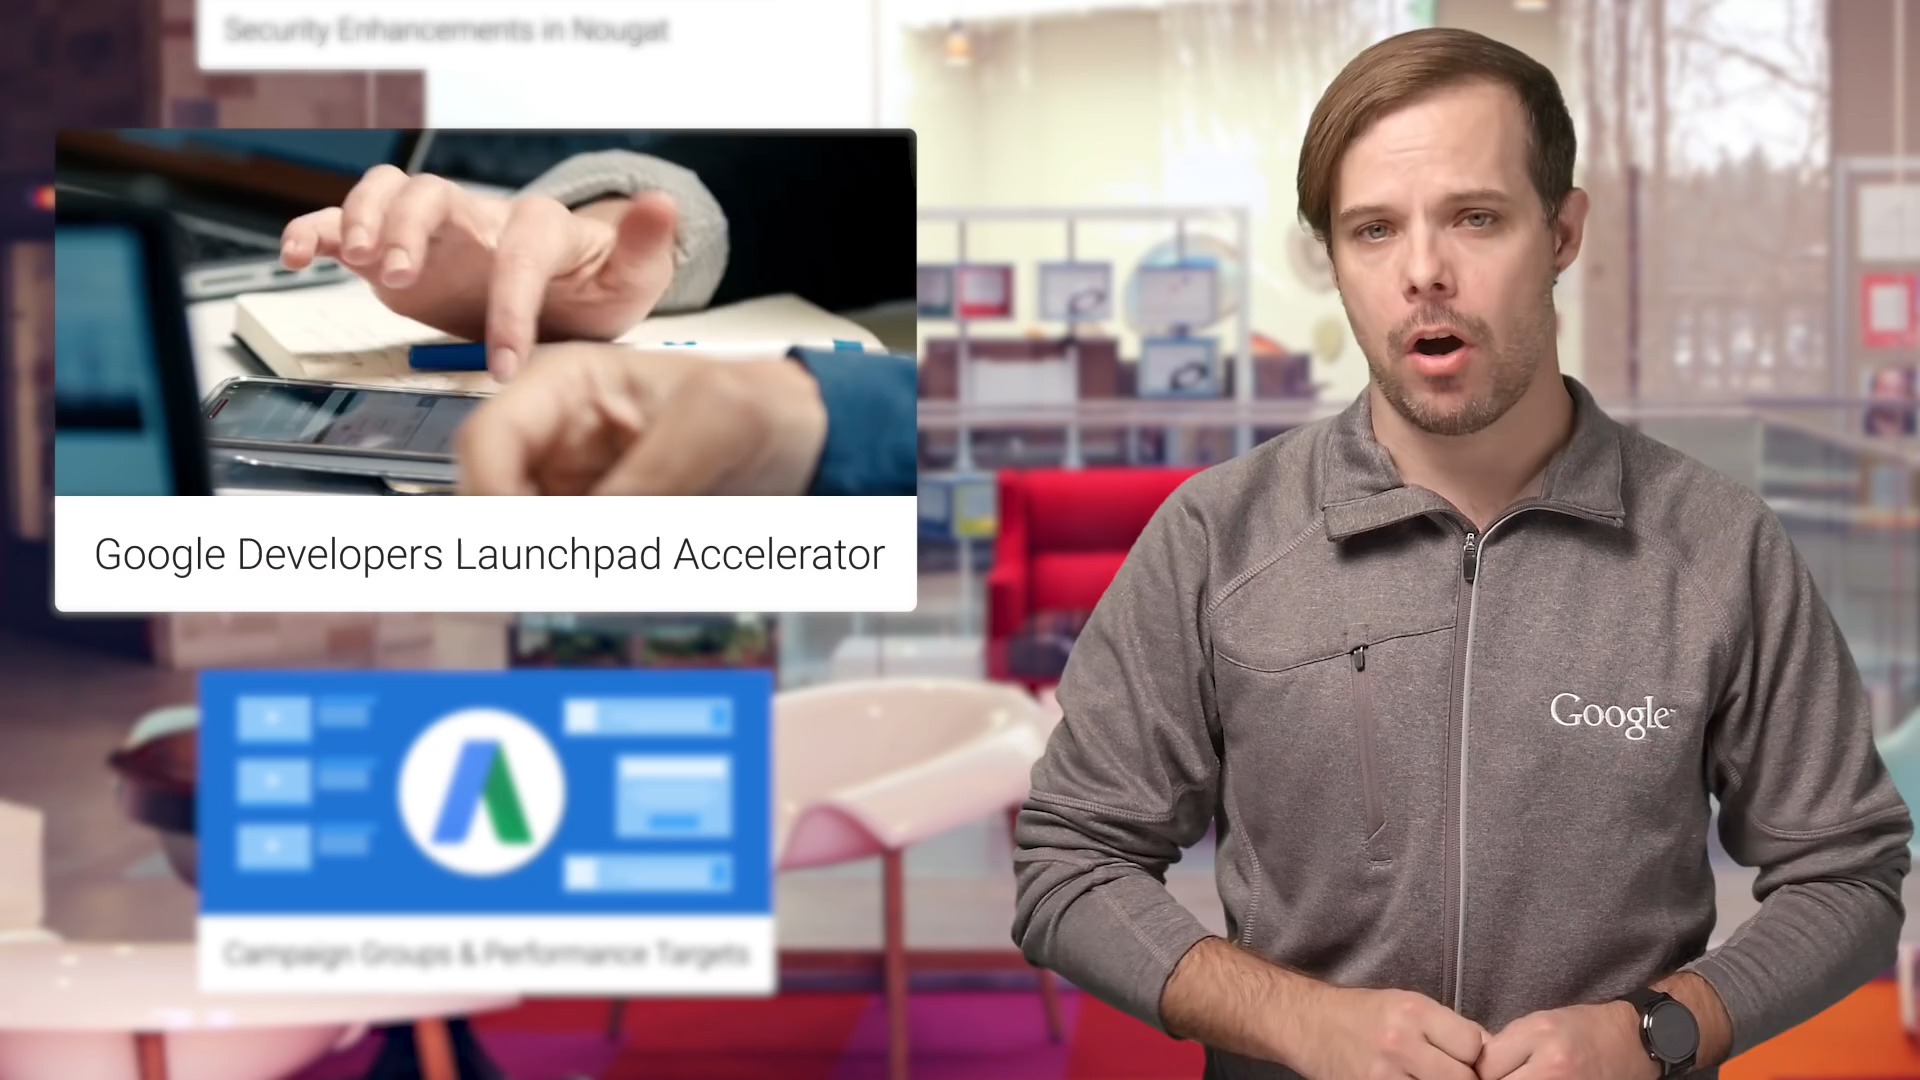 Security Enhancements in Nougat
Google Developers Launchpad Accelerator
Google
Campaign Groups & Performance Targets